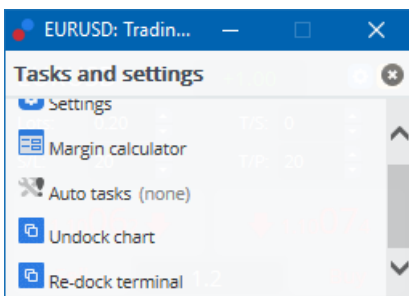 EURUSD: Tradin...
Tasks and settings
Settings
Margin calculator
Auto tasks (none)
Undock chart
Re-dock terminal